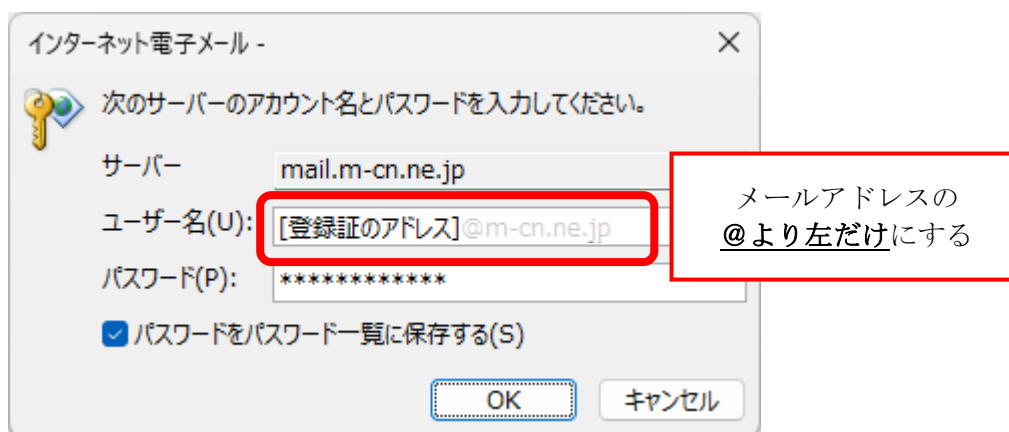 インターネット電子メール -
次のサーバーのアカウント名とパスワードを入力してください。
サーバー
mail.m-cn.ne.jp
ユーザー名(U):
[登録証のアドレス]@m-cn.ne.jp
メールアドレスの
@より左だけにする
パスワード(P):
************
パスワードをパスワード一覧に保存する(S)
OK
キャンセル